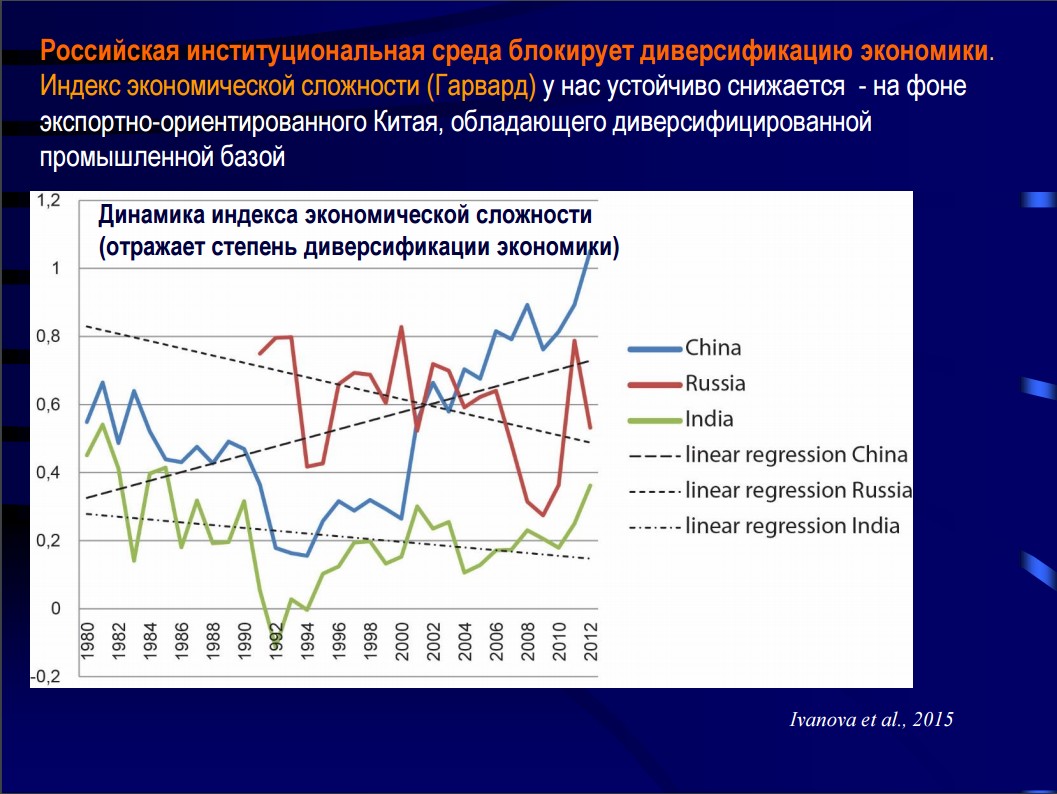 Российская институциональная среда блокирует диверсификацию экономики.
Индекс экономической сложности (Гарвард) у нас устойчиво снижается - на фоне
экспортно-ориентированного Китая, обладающего диверсифицированной
промышленной базой
Динамика индекса экономической сложности
(отражает степень диверсификации экономики)
1,2
1
0,8
0,6
0,4
0,2
0
-0,2
1980
1982
1984
1986
1988
1990
1992
1994
1996
1998
2000
2002
2004
2006
2008
2010
2012
China
Russia
India
linear regression China
linear regression Russia
linear regression India
Ivanova et al., 2015